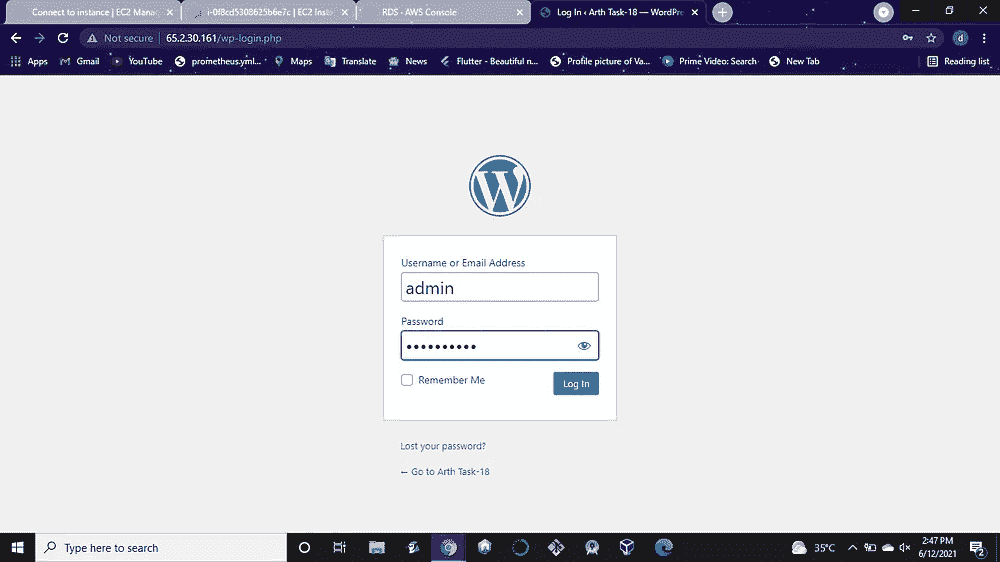 Connect to instance | EC2 Manag
i-0f8cd5308625b6e7c | EC2 Insta
RDS · AWS Console
Log In ‹ Arth Task-18 — WordPre
Not secure | 65.2.30.161/wp-login.php
Apps Gmail YouTube prometheus.yml... Maps Translate News Flutter - Beautiful n... Profile picture of Va... Prime Video: Search New Tab Reading list
Username or Email Address
admin
Password
Remember Me
Log In
Lost your password?
← Go to Arth Task-18
Type here to search
35°C
2:47 PM
6/12/2021
2